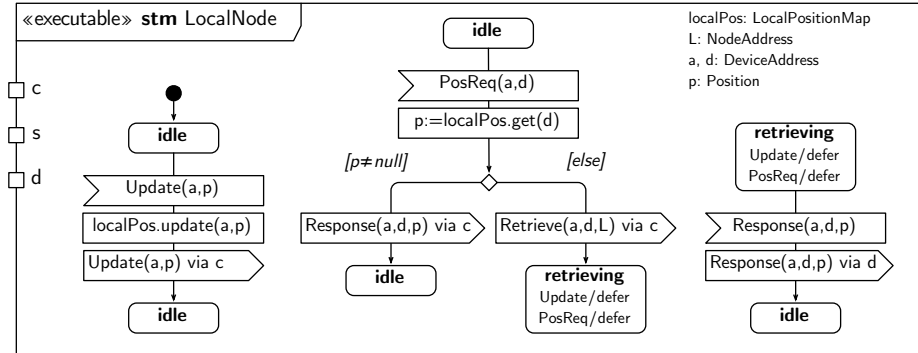 «executable» stm LocalNode
localPos: LocalPositionMap
L: NodeAddress
a, d: DeviceAddress
p: Position
c
s
d
idle
Update(a,p)
localPos.update(a,p)
Update(a,p) via c
idle
idle
PosReq(a,d)
p:=localPos.get(d)
[p≠null]
[else]
Response(a,d,p) via c
idle
Retrieve(a,d,L) via c
retrieving
Update/defer
PosReq/defer
retrieving
Update/defer
PosReq/defer
Response(a,d,p)
Response(a,d,p) via d
idle